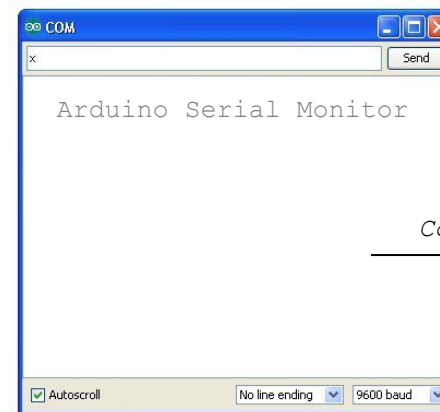 COM
x
Send
Arduino Serial Monitor
Autoscroll
No line ending
9600 baud